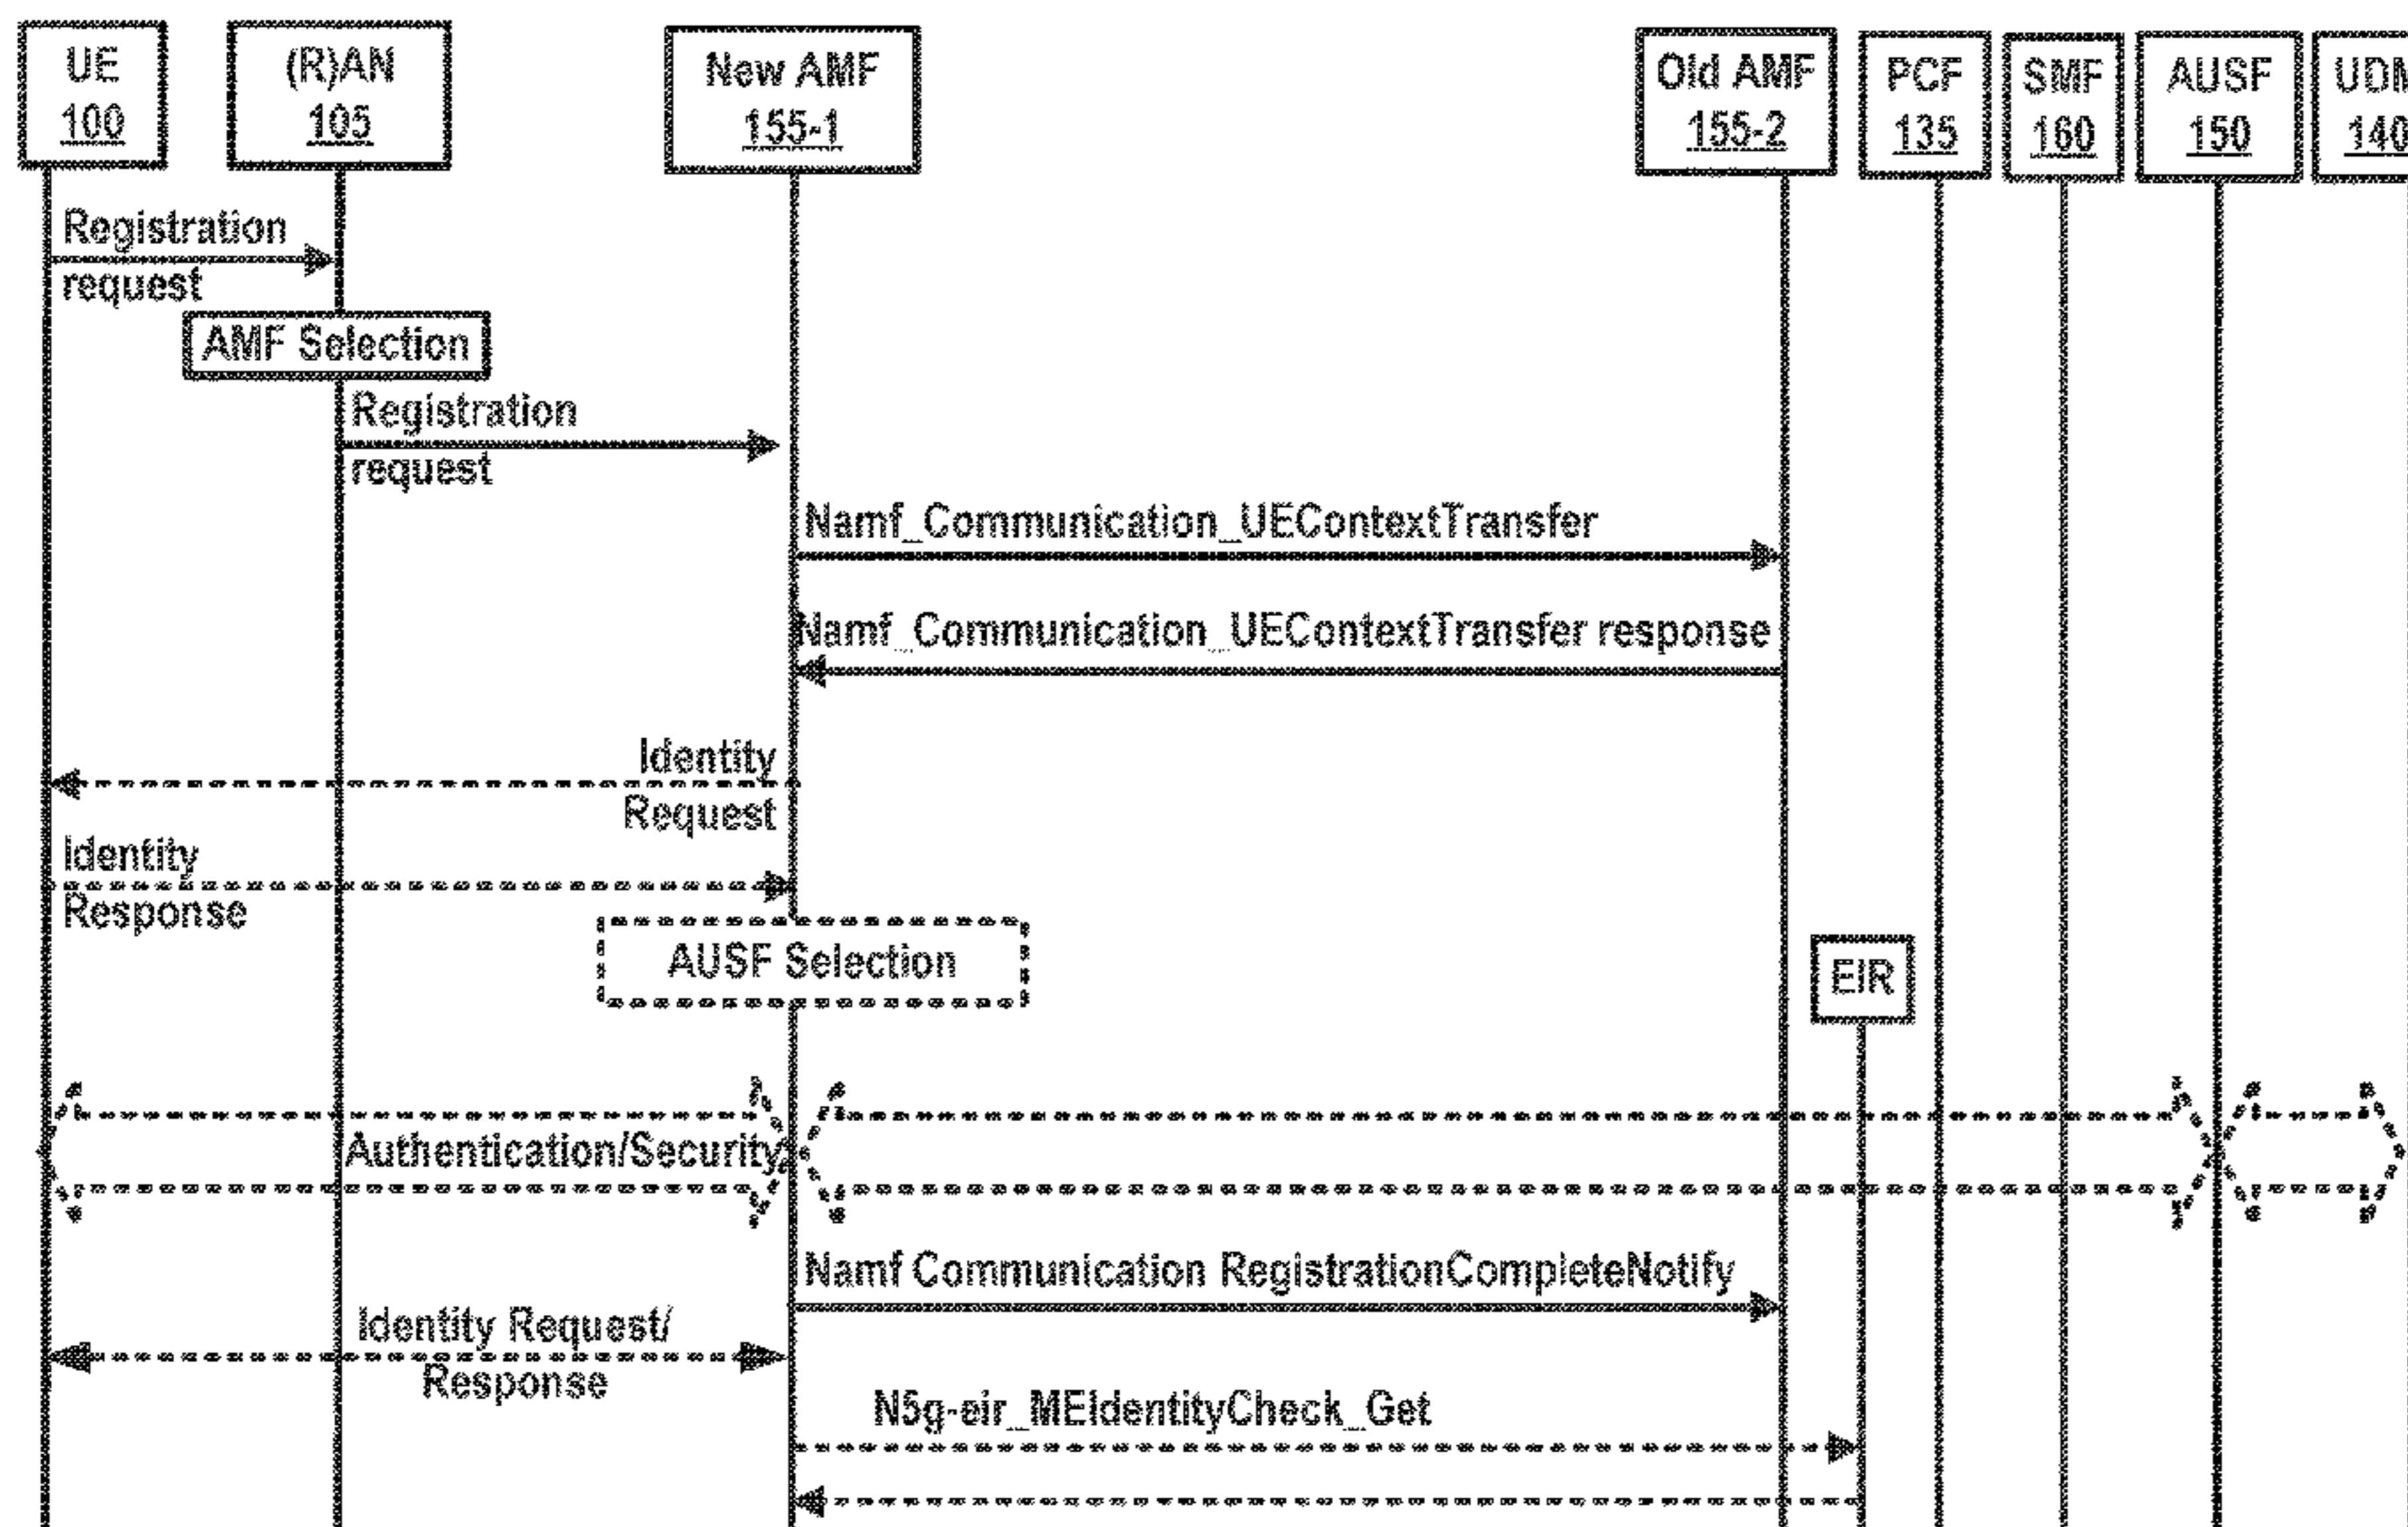 UE
100
(R)AN
105
New AMF
155-1
Old AMF
155-2
PCF
135
SMF
160
AUSF
150
UDM
140
Registration
request
AMF Selection
Registration
request
Namf_Communication_UEContextTransfer
Namf_Communication_UEContextTransfer response
Identity
Request
Identity
Response
AUSF Selection
EIR
Authentication/Security
Namf Communication RegistrationCompleteNotify
Identity Request/
Response
N5g-eir_MEIdentityCheck_Get